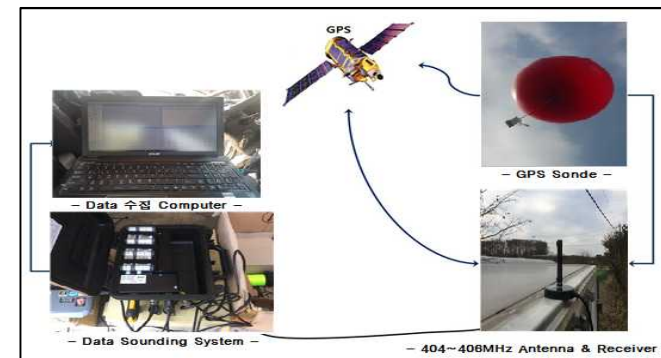 GPS
- GPS Sonde -
- Data 수집 Computer -
- Data Sounding System -
- 404~406MHz Antenna & Receiver